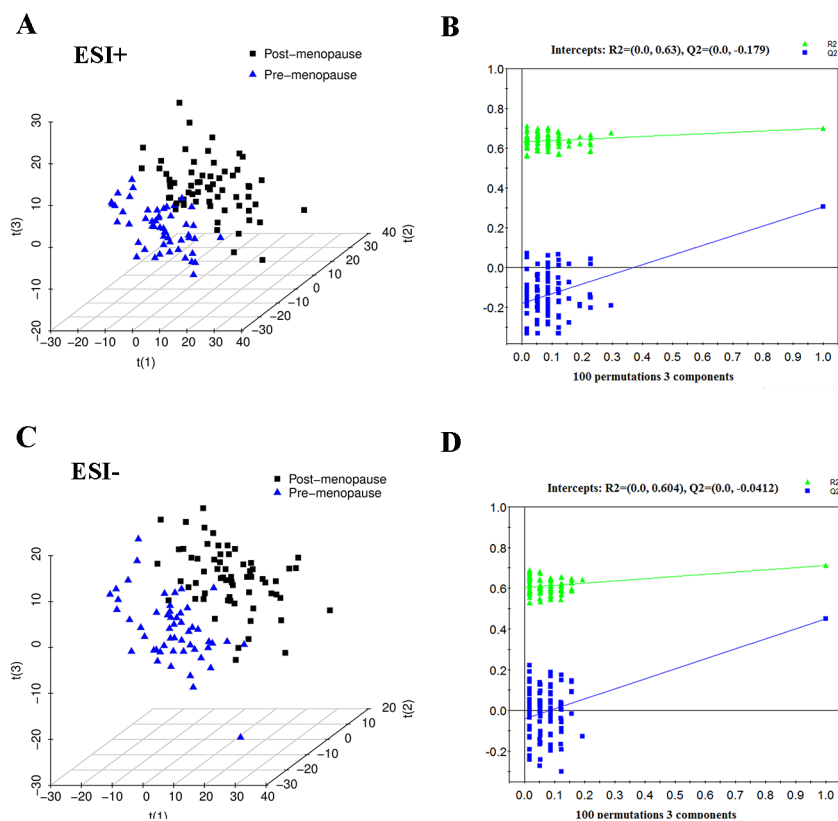 A
ESI+
Post−menopause
Pre−menopause
t(3)
30
20
10
0
−10
−20
−30 −20 −10 0 10 20 30 40
t(1)
−30
−20
−10
0
10
20
30
40
t(2)
B
Intercepts: R2=(0.0, 0.63), Q2=(0.0, -0.179)
R2
Q2
1.0
0.8
0.6
0.4
0.2
0.0
-0.2
0.0 0.1 0.2 0.3 0.4 0.5 0.6 0.7 0.8 0.9 1.0
100 permutations 3 components
C
ESI-
Post−menopause
Pre−menopause
t(3)
20
10
0
−10
−20
−30
−30 −20 −10 0 10 20 30 40
t(1)
−30
−20
−10
0
10
20
t(2)
D
Intercepts: R2=(0.0, 0.604), Q2=(0.0, -0.0412)
R2
Q2
1.0
0.8
0.6
0.4
0.2
0.0
-0.2
0.0 0.1 0.2 0.3 0.4 0.5 0.6 0.7 0.8 0.9 1.0
100 permutations 3 components